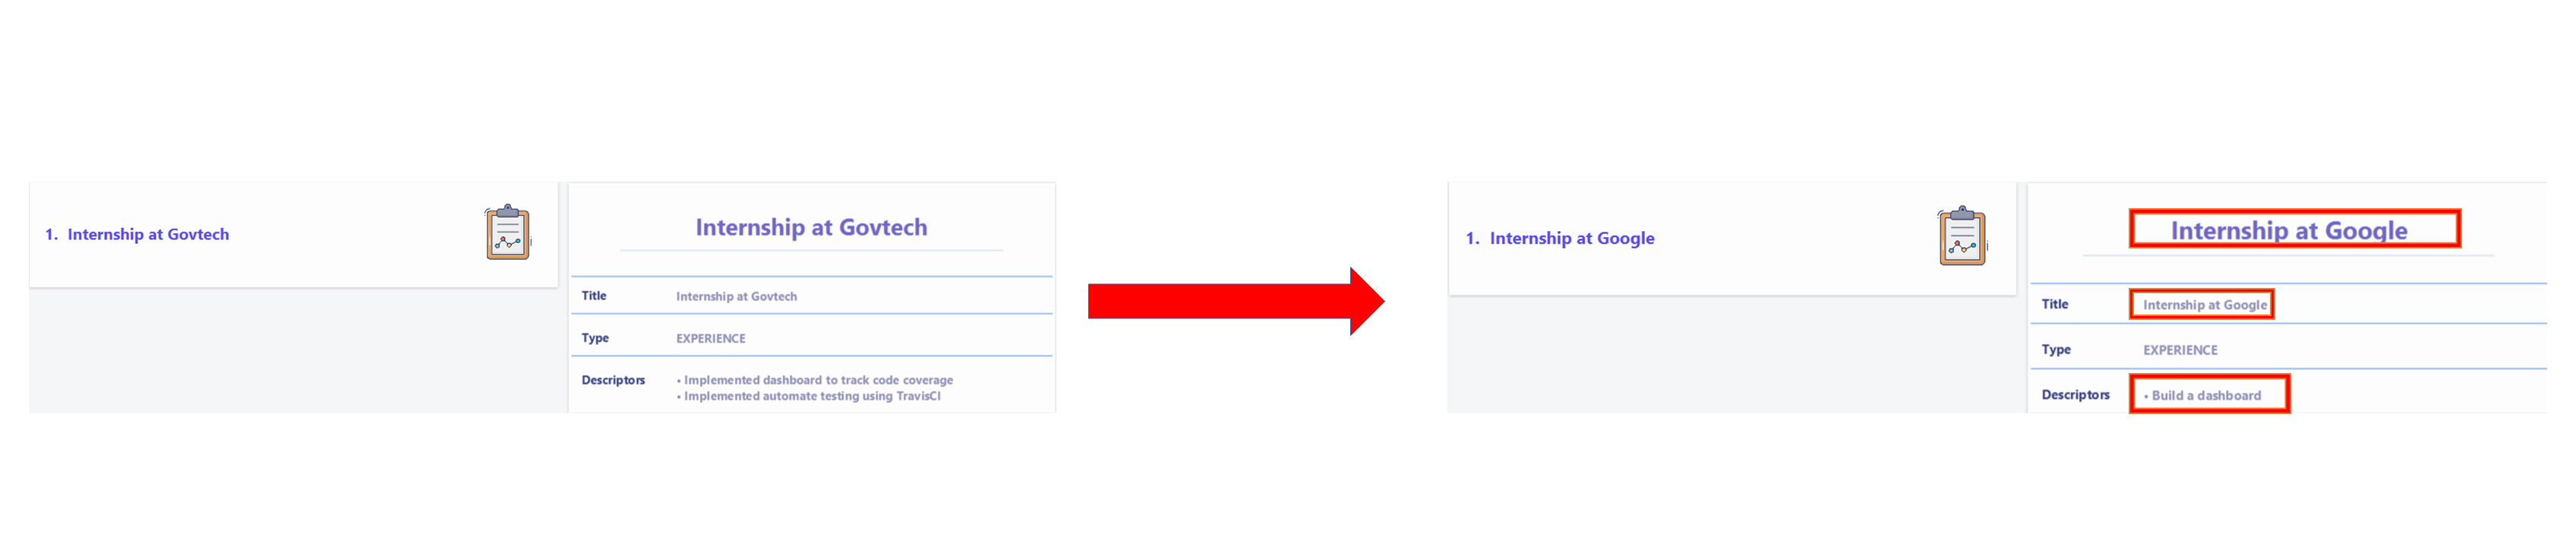 1. Internship at Govtech
Internship at Govtech
Title Internship at Govtech
Type EXPERIENCE
Descriptors • Implemented dashboard to track code coverage
• Implemented automate testing using TravisCI
1. Internship at Google
Internship at Google
Title Internship at Google
Type EXPERIENCE
Descriptors • Build a dashboard